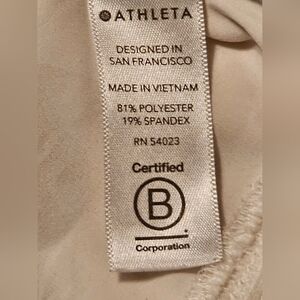 ATHLETA
DESIGNED IN
SAN FRANCISCO
MADE IN VIETNAM
81% POLYESTER
19% SPANDEX
RN 54023
Certified
B
Corporation